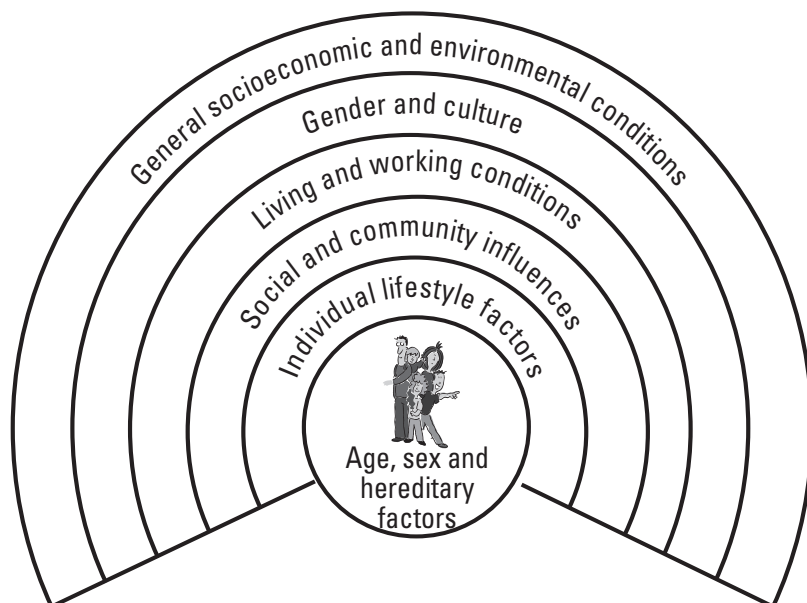 General socioeconomic and environmental conditions
Gender and culture
Living and working conditions
Social and community influences
Individual lifestyle factors
Age, sex and
hereditary
factors